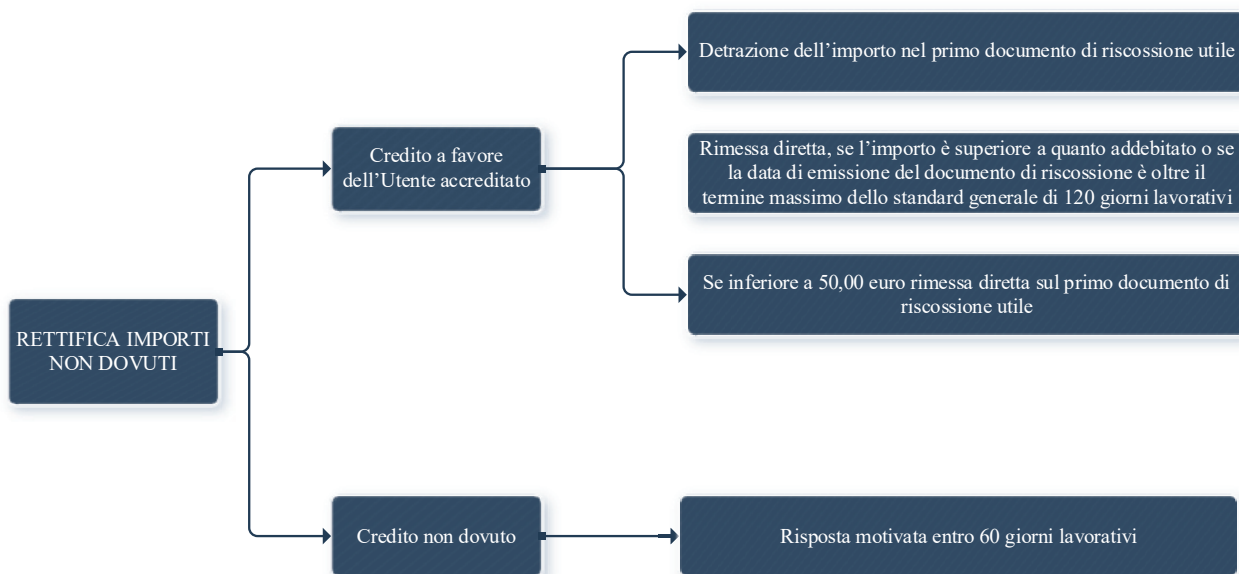 Detrazione dell’importo nel primo documento di riscossione utile
Credito a favore
dell’Utente accreditato
Rimessa diretta, se l’importo è superiore a quanto addebitato o se
la data di emissione del documento di riscossione è oltre il
termine massimo dello standard generale di 120 giorni lavorativi
Se inferiore a 50,00 euro rimessa diretta sul primo documento di
riscossione utile
RETTIFICA IMPORTI
NON DOVUTI
Credito non dovuto
Risposta motivata entro 60 giorni lavorativi